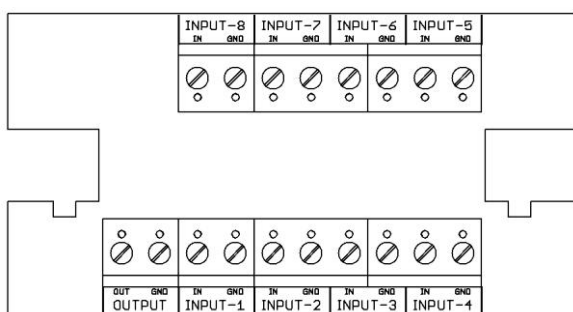 INPUT-8 INPUT-7 INPUT-6 INPUT-5
IN GND IN GND IN GND IN GND
OUT GND IN GND IN GND IN GND IN GND
OUTPUT INPUT-1 INPUT-2 INPUT-3 INPUT-4